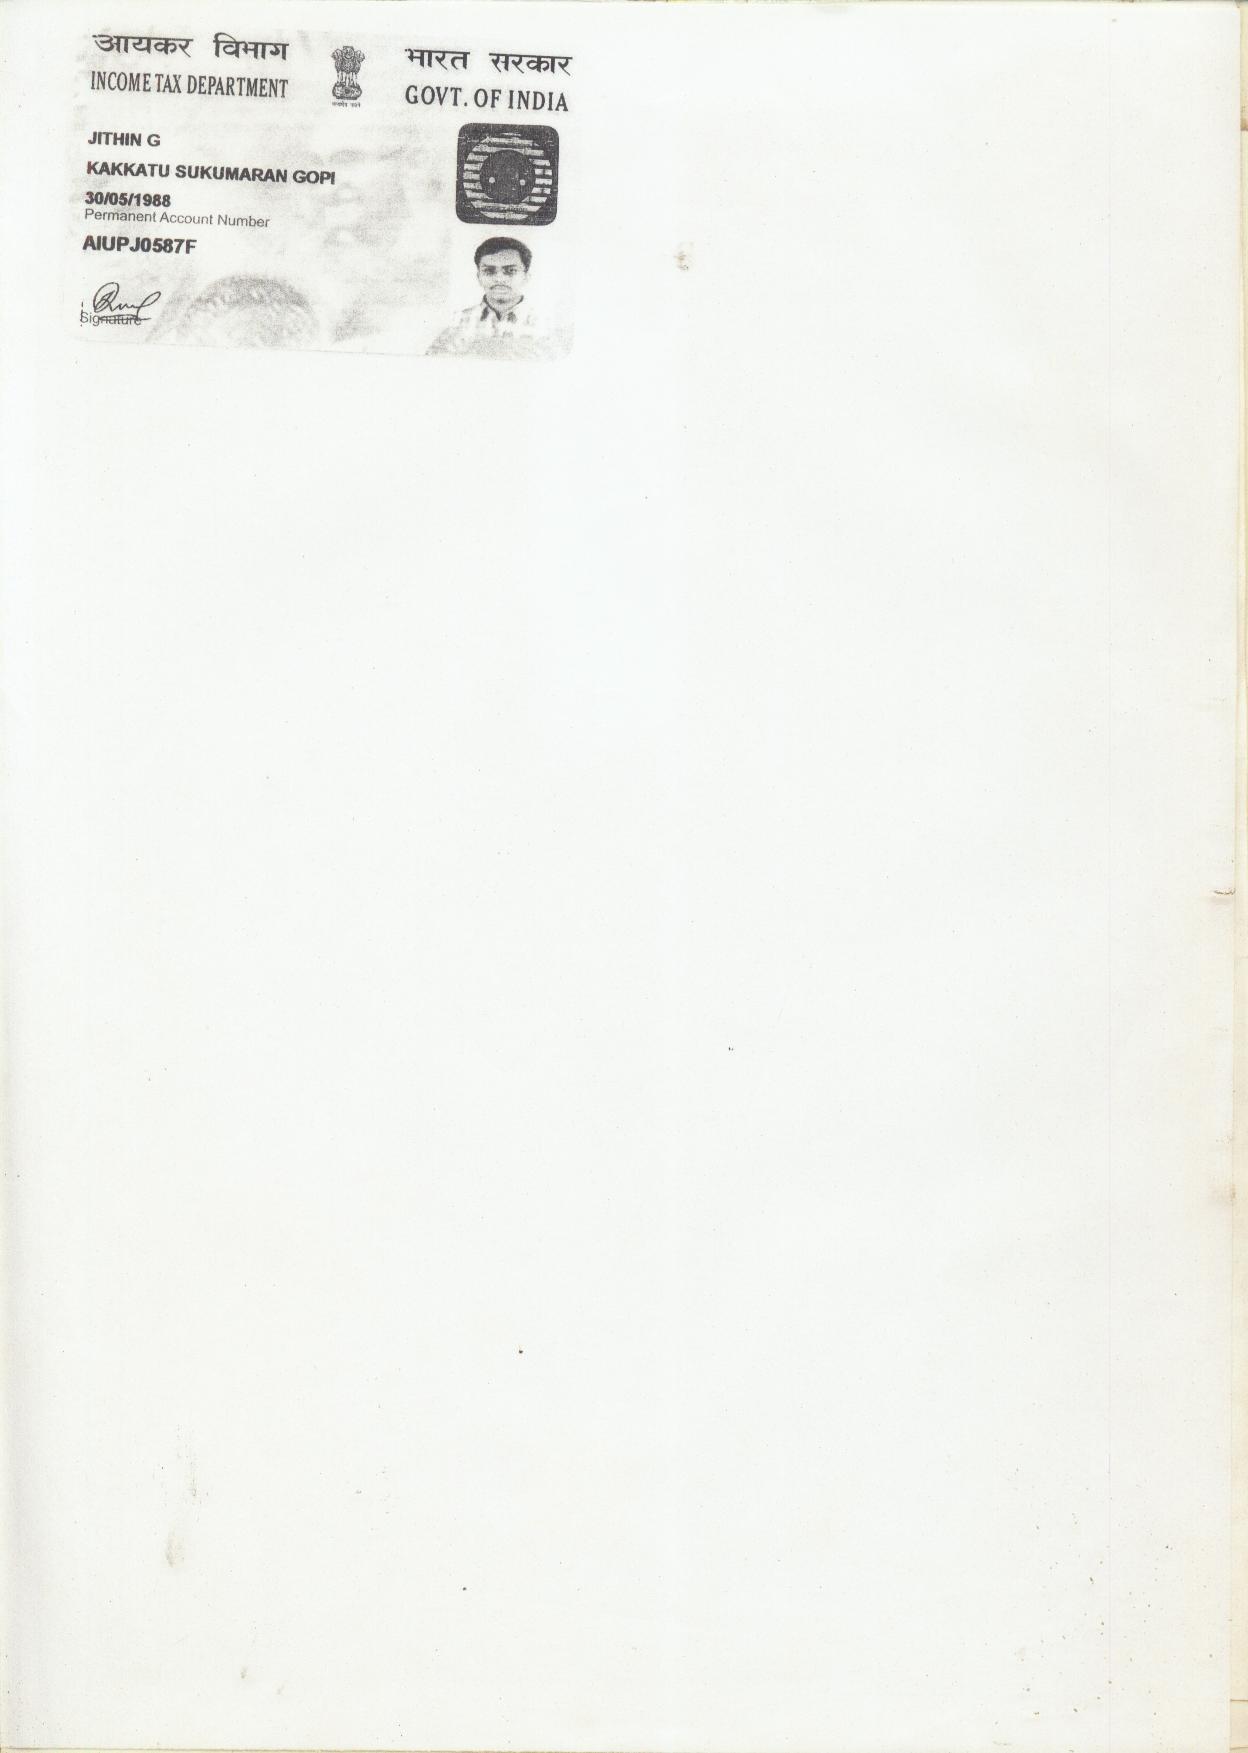 आयकर विभाग
INCOME TAX DEPARTMENT
भारत सरकार
GOVT. OF INDIA
JITHIN G
KAKKATU SUKUMARAN GOPI
30/05/1988
Permanent Account Number
AIUPJ0587F
Signature